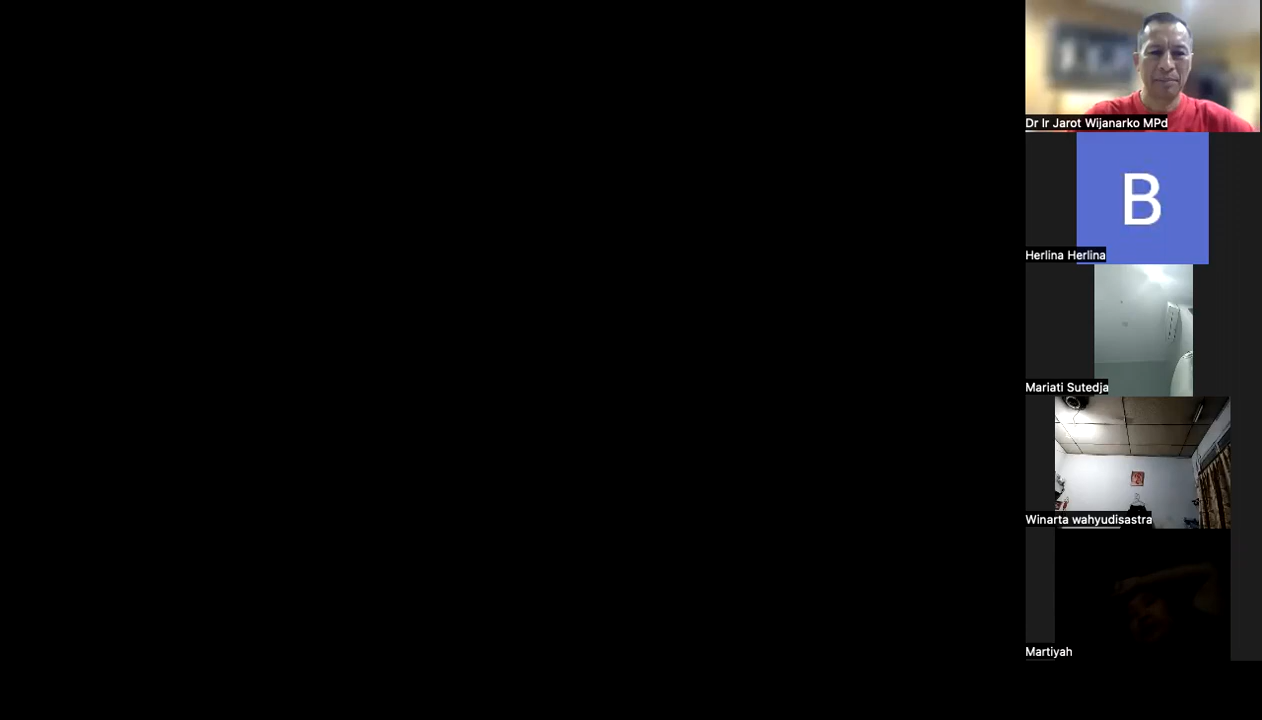 Dr Ir Jarot Wijanarko MPd
B
Herlina Herlina
Mariati Sutedja
Winarta wahyudisastra
Martiyah